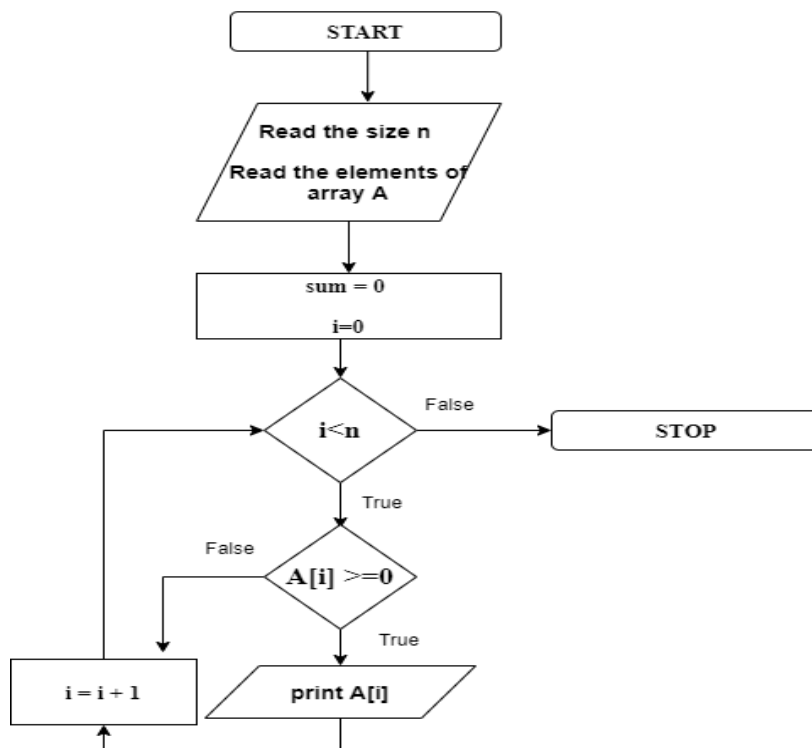 START
Read the size n
Read the elements of
array A
sum = 0
i=0
i<n
False
STOP
True
False
A[i] >=0
True
i = i + 1
print A[i]